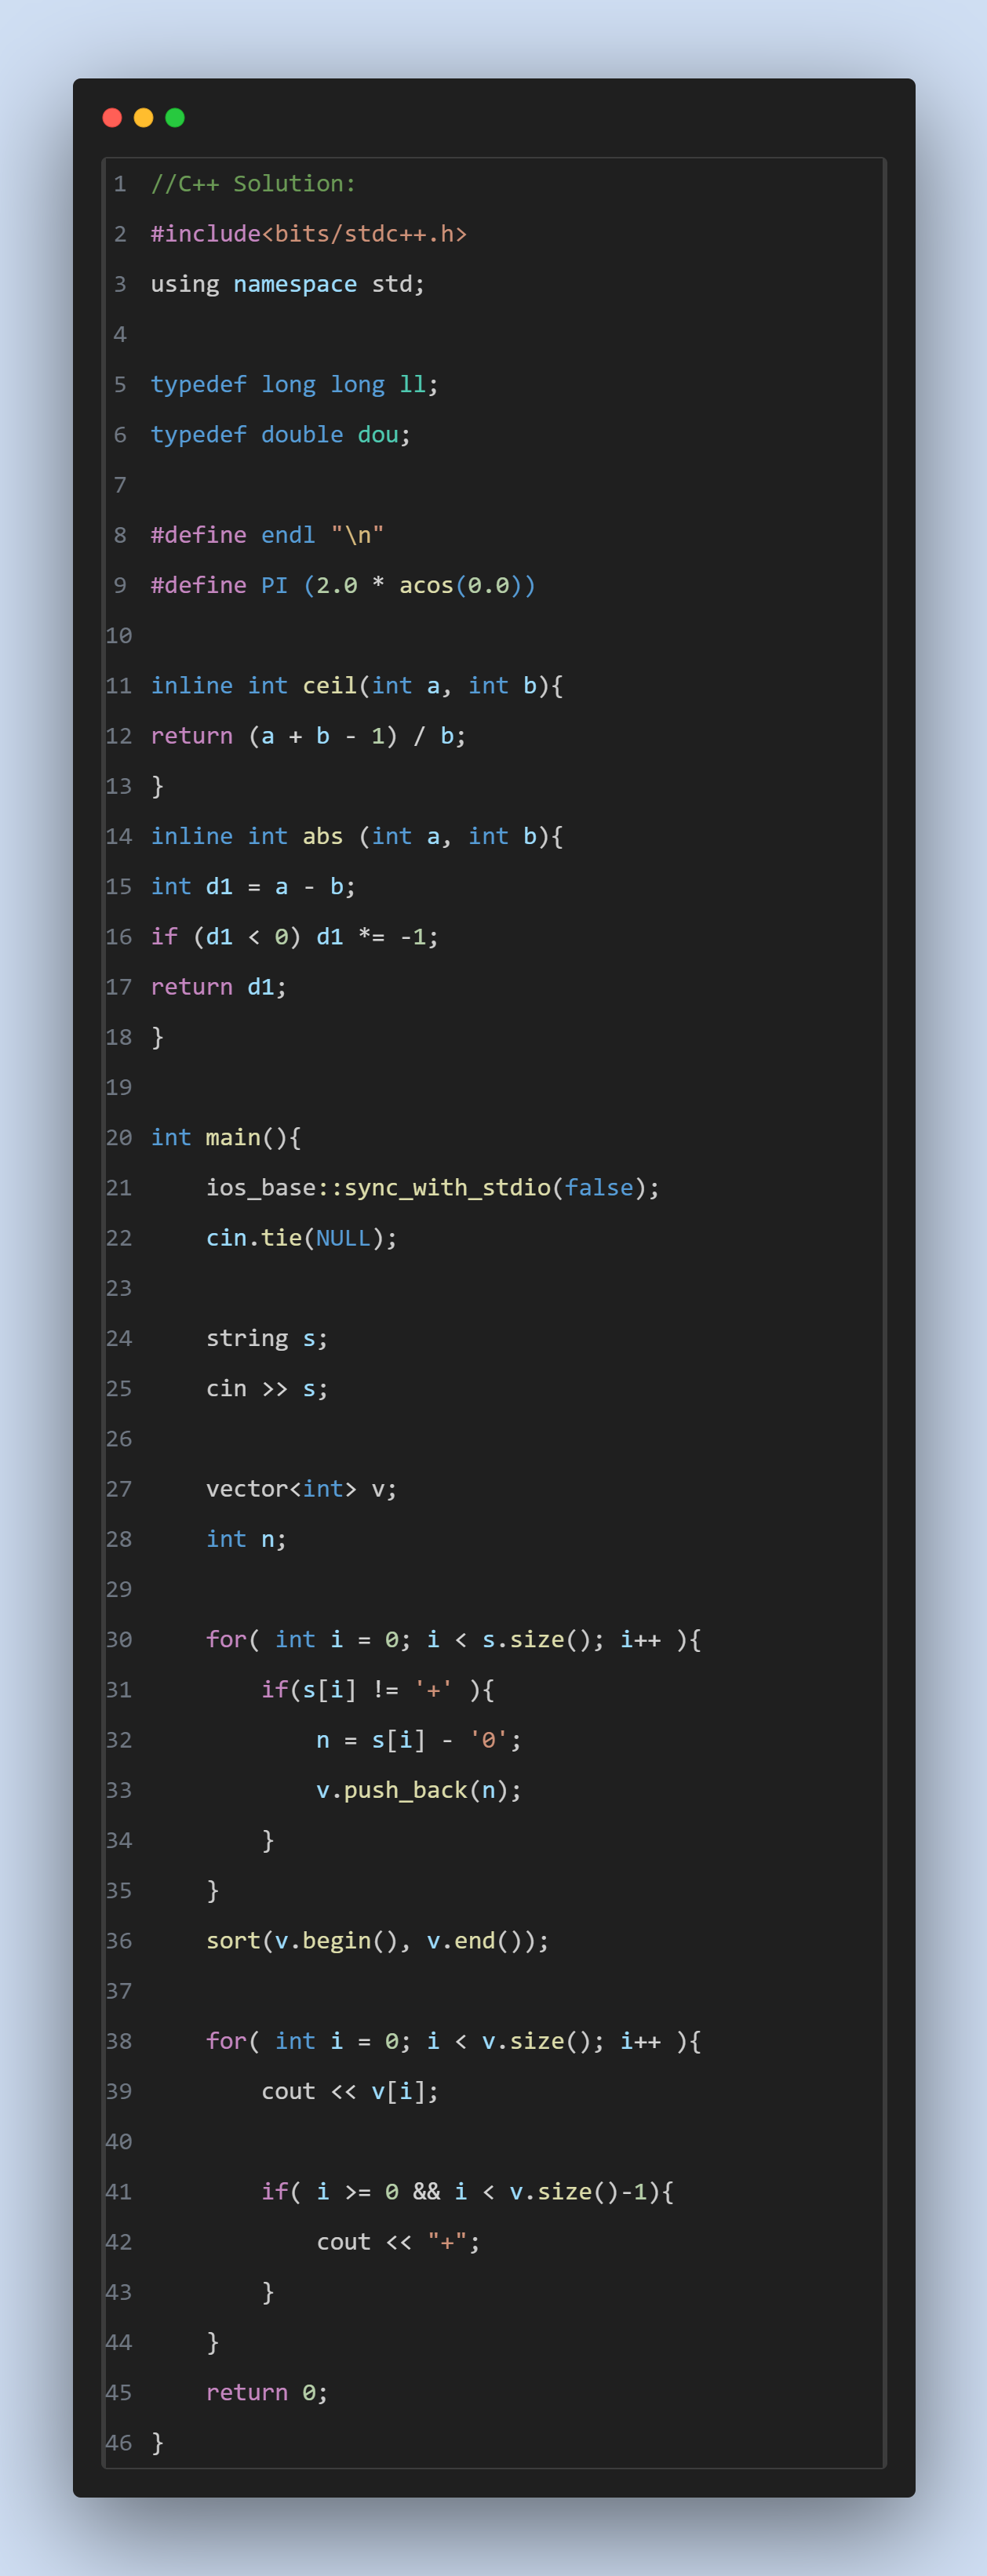 1 //C++ Solution:
2 #include<bits/stdc++.h>
3 using namespace std;
4
5 typedef long long ll;
6 typedef double dou;
7
8 #define endl "\n"
9 #define PI (2.0 * acos(0.0))
10
11 inline int ceil(int a, int b){
12 return (a + b - 1) / b;
13 }
14 inline int abs (int a, int b){
15 int d1 = a - b;
16 if (d1 < 0) d1 *= -1;
17 return d1;
18 }
19
20 int main(){
21     ios_base::sync_with_stdio(false);
22     cin.tie(NULL);
23
24     string s;
25     cin >> s;
26
27     vector<int> v;
28     int n;
29
30     for( int i = 0; i < s.size(); i++ ){
31         if(s[i] != '+' ){
32             n = s[i] - '0';
33             v.push_back(n);
34         }
35     }
36     sort(v.begin(), v.end());
37
38     for( int i = 0; i < v.size(); i++ ){
39         cout << v[i];
40
41         if( i >= 0 && i < v.size()-1){
42             cout << "+";
43         }
44     }
45     return 0;
46 }